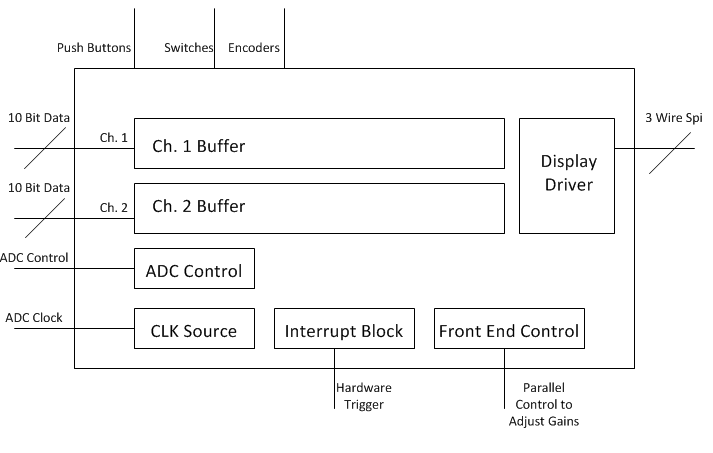 Push Buttons
Switches
Encoders
10 Bit Data
Ch. 1
Ch. 1 Buffer
Display
Driver
3 Wire Spi
10 Bit Data
Ch. 2
Ch. 2 Buffer
ADC Control
ADC Control
ADC Clock
CLK Source
Interrupt Block
Front End Control
Hardware
Trigger
Parallel
Control to
Adjust Gains